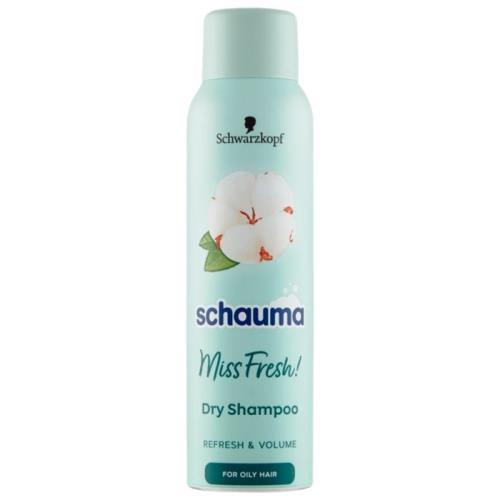 Schwarzkopf
schauma
Miss Fresh!
Dry Shampoo
REFRESH & VOLUME
FOR OILY HAIR